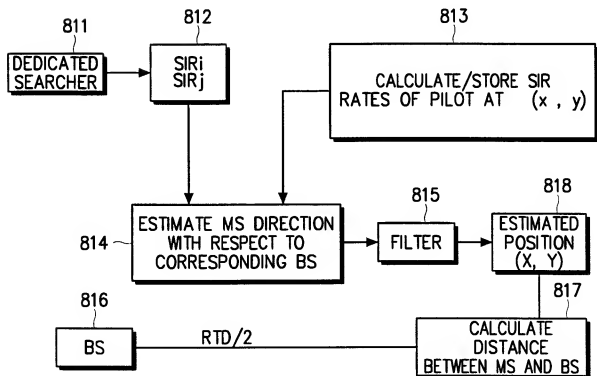 811
DEDICATED
SEARCHER
812
SIRi
SIRj
813
CALCULATE/STORE SIR
RATES OF PILOT AT (x , y)
814
ESTIMATE MS DIRECTION
WITH RESPECT TO
CORRESPONDING BS
815
FILTER
818
ESTIMATED
POSITION
(X, Y)
816
BS
RTD/2
817
CALCULATE
DISTANCE
BETWEEN MS AND BS